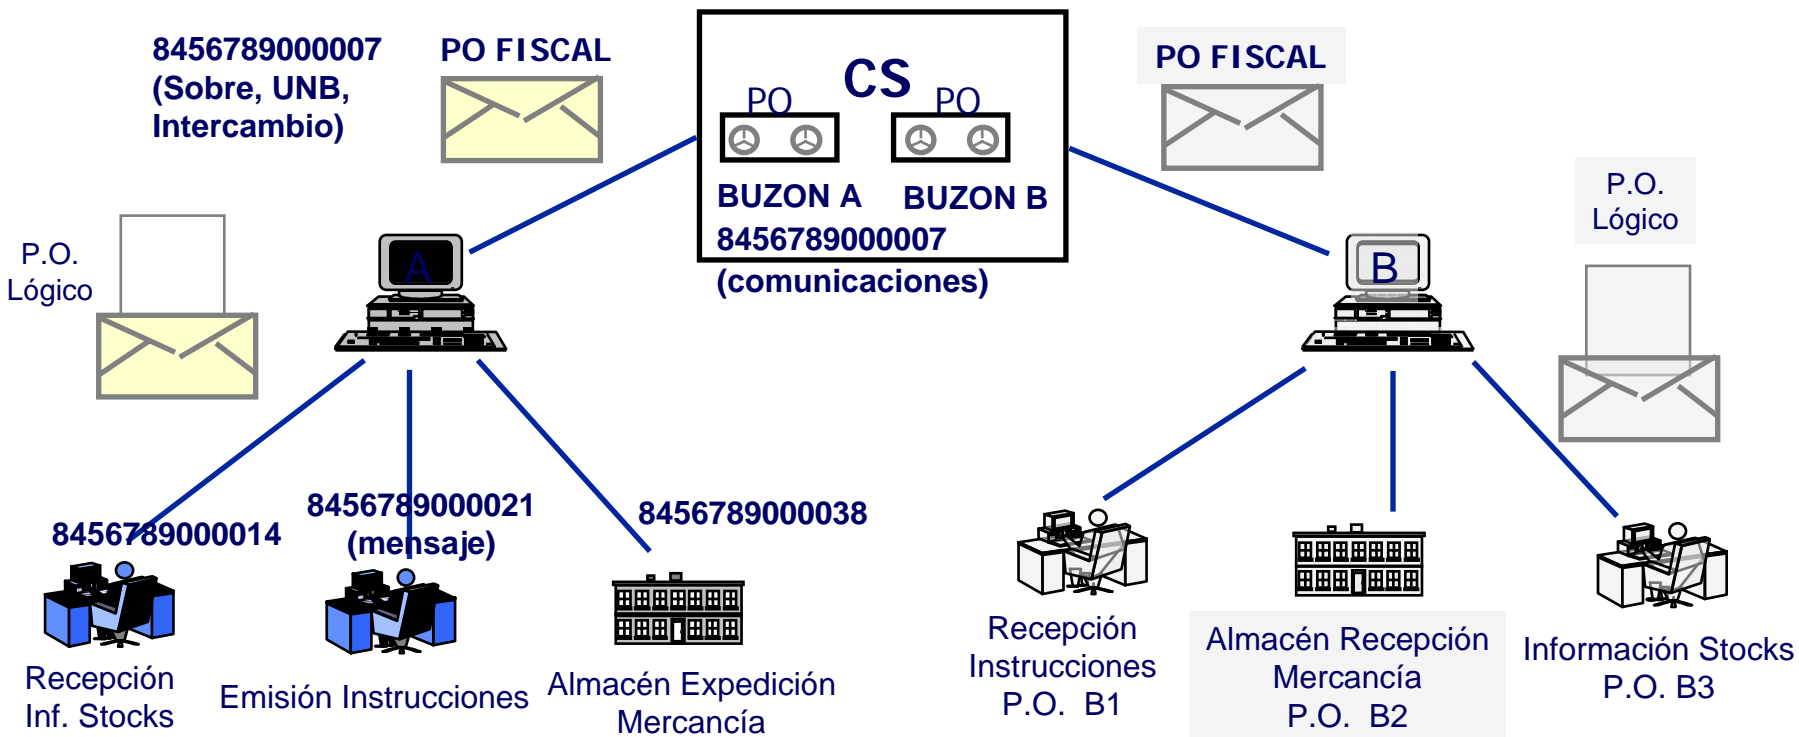 8456789000007
(Sobre, UNB,
Intercambio)
PO FISCAL
CS
PO
PO
BUZON A
BUZON B
8456789000007
(comunicaciones)
PO FISCAL
P.O.
Lógico
P.O.
Lógico
A
B
8456789000014
8456789000021
(mensaje)
8456789000038
Recepción
Inf. Stocks
Emisión Instrucciones
Almacén Expedición
Mercancía
Recepción
Instrucciones
P.O. B1
Almacén Recepción
Mercancía
P.O. B2
Información Stocks
P.O. B3